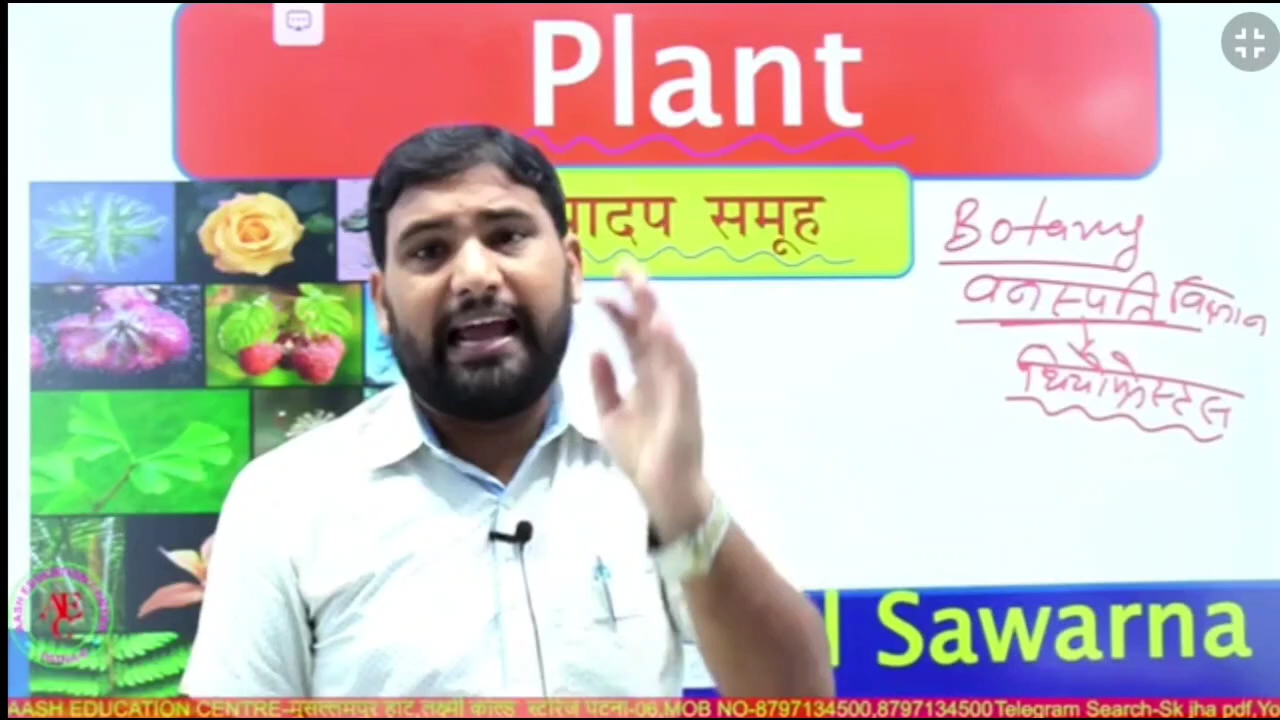 Plant
पादप समूह
Botany
वनस्पति विज्ञान
थियोफ्रेस्टस
Sawarna
AASH EDUCATION CENTRE-मुसल्लमपुर हाट,लक्ष्मी कोल्ड स्टोरेज पटना-06,MOB NO-8797134500,8797134500 Telegram Search-Sk jha pdf,Yo